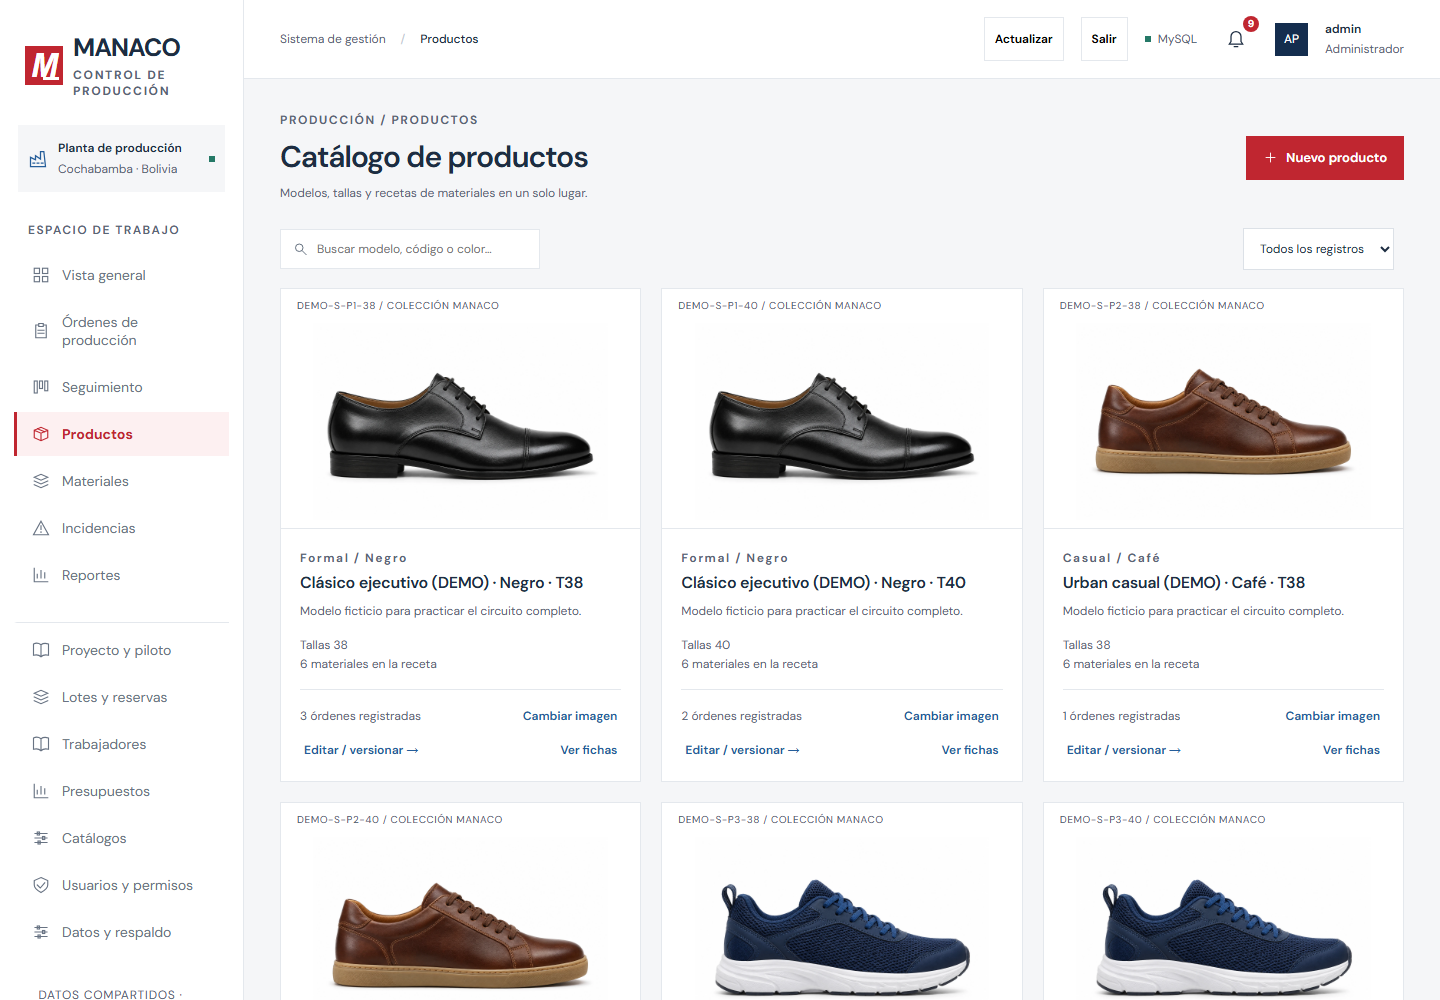 MANACO
CONTROL DE
PRODUCCIÓN
Planta de producción
Cochabamba · Bolivia
ESPACIO DE TRABAJO
Vista general
Órdenes de
producción
Seguimiento
Productos
Materiales
Incidencias
Reportes
Proyecto y piloto
Lotes y reservas
Trabajadores
Presupuestos
Catálogos
Usuarios y permisos
Datos y respaldo
DATOS COMPARTIDOS ·
Sistema de gestión / Productos
Actualizar
Salir
MySQL
9
AP
admin
Administrador
PRODUCCIÓN / PRODUCTOS
Catálogo de productos
Modelos, tallas y recetas de materiales en un solo lugar.
Nuevo producto
Buscar modelo, código o color...
Todos los registros
DEMO-S-P1-38 / COLECCIÓN MANACO
Formal / Negro
Clásico ejecutivo (DEMO) · Negro · T38
Modelo ficticio para practicar el circuito completo.
Tallas 38
6 materiales en la receta
3 órdenes registradas
Cambiar imagen
Editar / versionar →
Ver fichas
DEMO-S-P1-40 / COLECCIÓN MANACO
Formal / Negro
Clásico ejecutivo (DEMO) · Negro · T40
Modelo ficticio para practicar el circuito completo.
Tallas 40
6 materiales en la receta
2 órdenes registradas
Cambiar imagen
Editar / versionar →
Ver fichas
DEMO-S-P2-38 / COLECCIÓN MANACO
Casual / Café
Urban casual (DEMO) · Café · T38
Modelo ficticio para practicar el circuito completo.
Tallas 38
6 materiales en la receta
1 órdenes registradas
Cambiar imagen
Editar / versionar →
Ver fichas
DEMO-S-P2-40 / COLECCIÓN MANACO
DEMO-S-P3-38 / COLECCIÓN MANACO
DEMO-S-P3-40 / COLECCIÓN MANACO